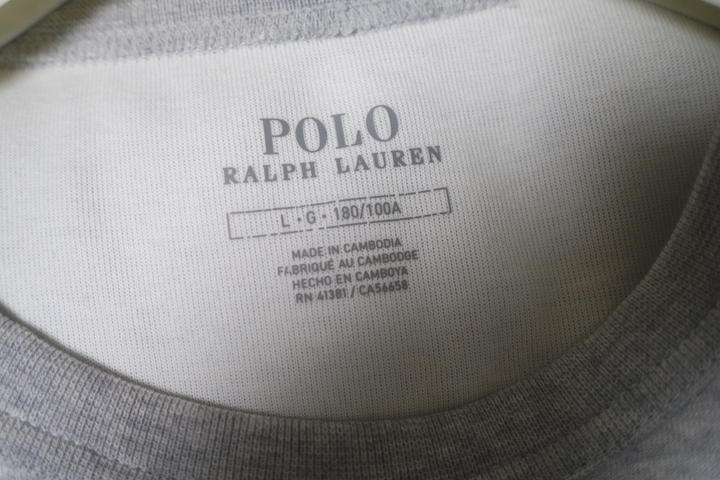 POLO
RALPH LAUREN
L • G • 180/100A
MADE IN CAMBODIA
FABRIQUÉ AU CAMBODGE
HECHO EN CAMBOYA
RN 41381 / CA56658